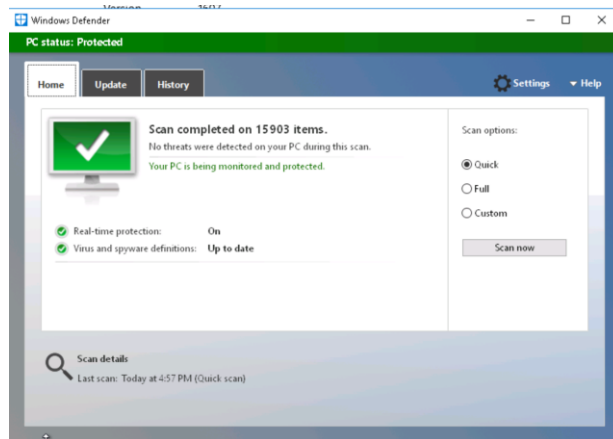 Version 1607
Windows Defender
PC status: Protected
Home
Update
History
Settings
Help
Scan completed on 15903 items.
No threats were detected on your PC during this scan.
Your PC is being monitored and protected.
Real-time protection: On
Virus and spyware definitions: Up to date
Scan options:
Quick
Full
Custom
Scan now
Scan details
Last scan: Today at 4:57 PM (Quick scan)